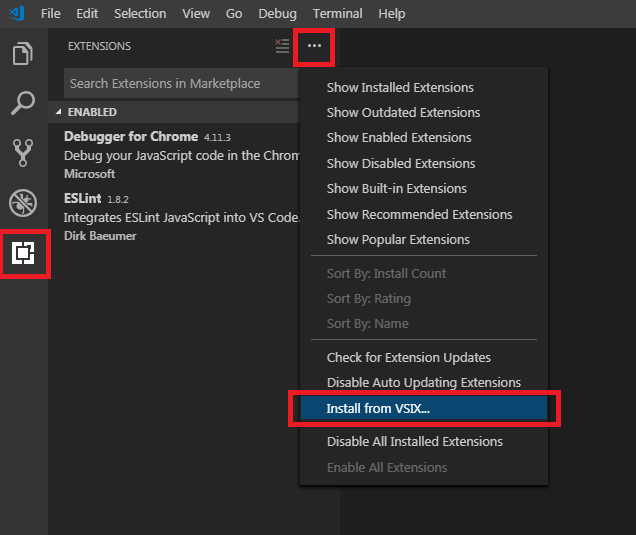 File Edit Selection View Go Debug Terminal Help
EXTENSIONS
Search Extensions in Marketplace
ENABLED
Debugger for Chrome 4.11.3
Debug your JavaScript code in the Chrom
Microsoft
ESLint 1.8.2
Integrates ESLint JavaScript into VS Code.
Dirk Baeumer
Show Installed Extensions
Show Outdated Extensions
Show Enabled Extensions
Show Disabled Extensions
Show Built-in Extensions
Show Recommended Extensions
Show Popular Extensions
Sort By: Install Count
Sort By: Rating
Sort By: Name
Check for Extension Updates
Disable Auto Updating Extensions
Install from VSIX...
Disable All Installed Extensions
Enable All Extensions